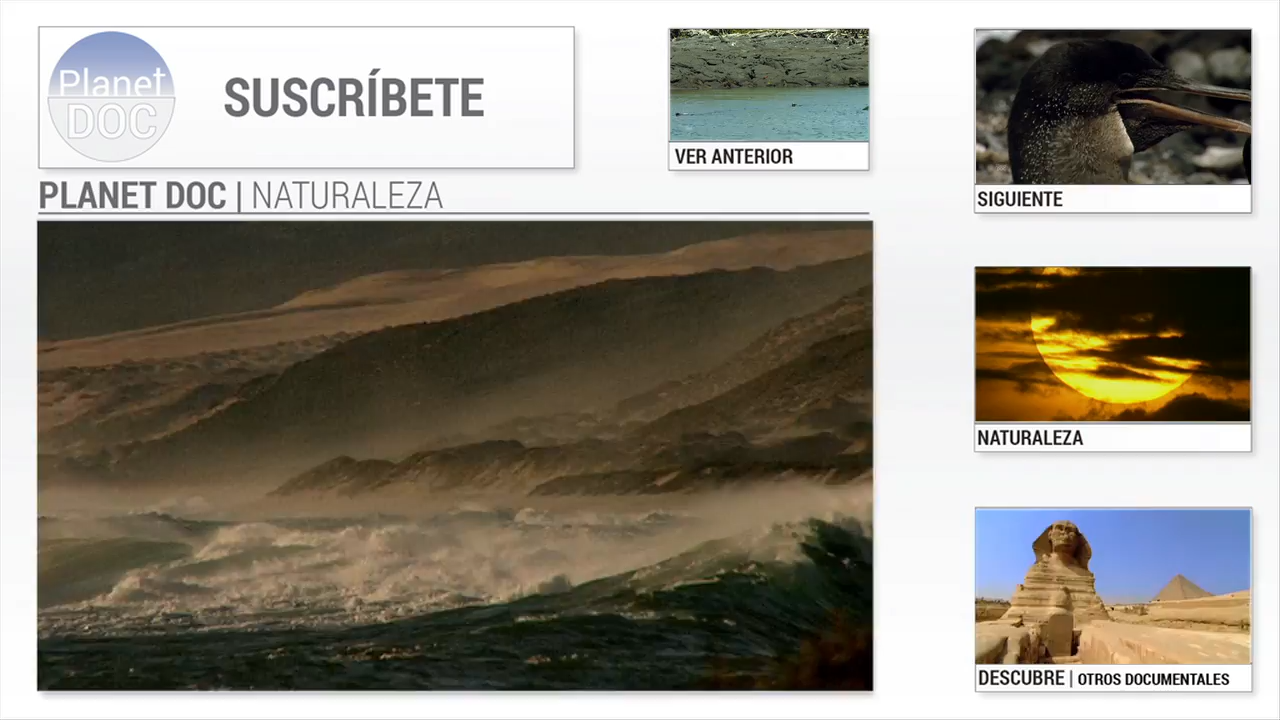 Planet
DOC
SUSCRÍBETE
VER ANTERIOR
SIGUIENTE
PLANET DOC | NATURALEZA
NATURALEZA
DESCUBRE | OTROS DOCUMENTALES